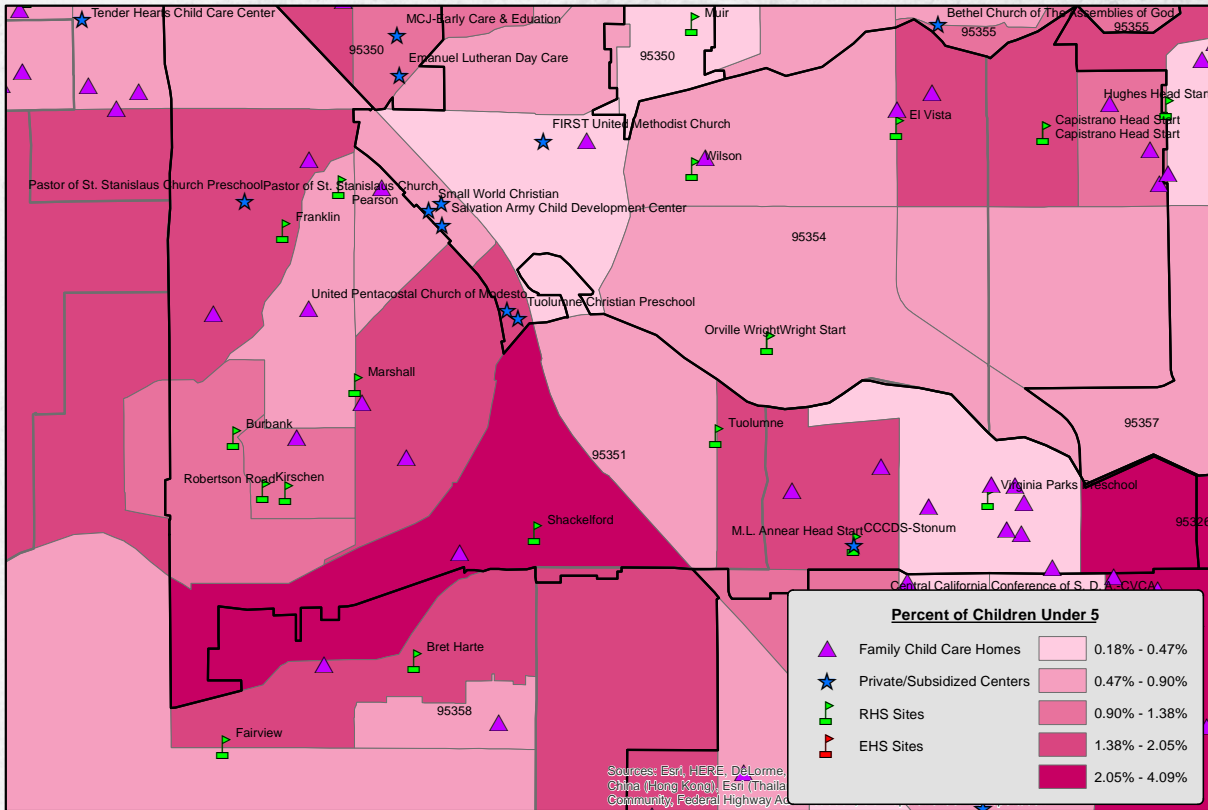 Tender Hearts Child Care Center
MCJ-Early Care & Eduation
Muir
Bethel Church of The Assemblies of God
95355
95355
95350
95350
Emanuel Lutheran Day Care
Hughes Head Star
FIRST United Methodist Church
El Vista
Capistrano Head Start
Capistrano Head Start
Wilson
Pastor of St. Stanislaus Church Preschool
Pastor of St. Stanislaus Church
Pearson
Small World Christian
Salvation Army Child Development Center
Franklin
95354
United Pentacostal Church of Modesto
Tuolumne Christian Preschool
Orville Wright
Wright Start
Marshall
Burbank
Tuolumne
95357
95351
Robertson Road
Kirschen
Virginia Parks Preschool
Shackelford
M.L. Annear Head Start
CCCDS-Stonum
95326
Central California Conference of S. D. A.-CVCA
Bret Harte
95358
Fairview
Percent of Children Under 5
Family Child Care Homes
0.18% - 0.47%
Private/Subsidized Centers
0.47% - 0.90%
RHS Sites
0.90% - 1.38%
EHS Sites
1.38% - 2.05%
2.05% - 4.09%
Sources: Esri, HERE, DeLorme,
China (Hong Kong), Esri (Thaila
Community, Federal Highway Ad